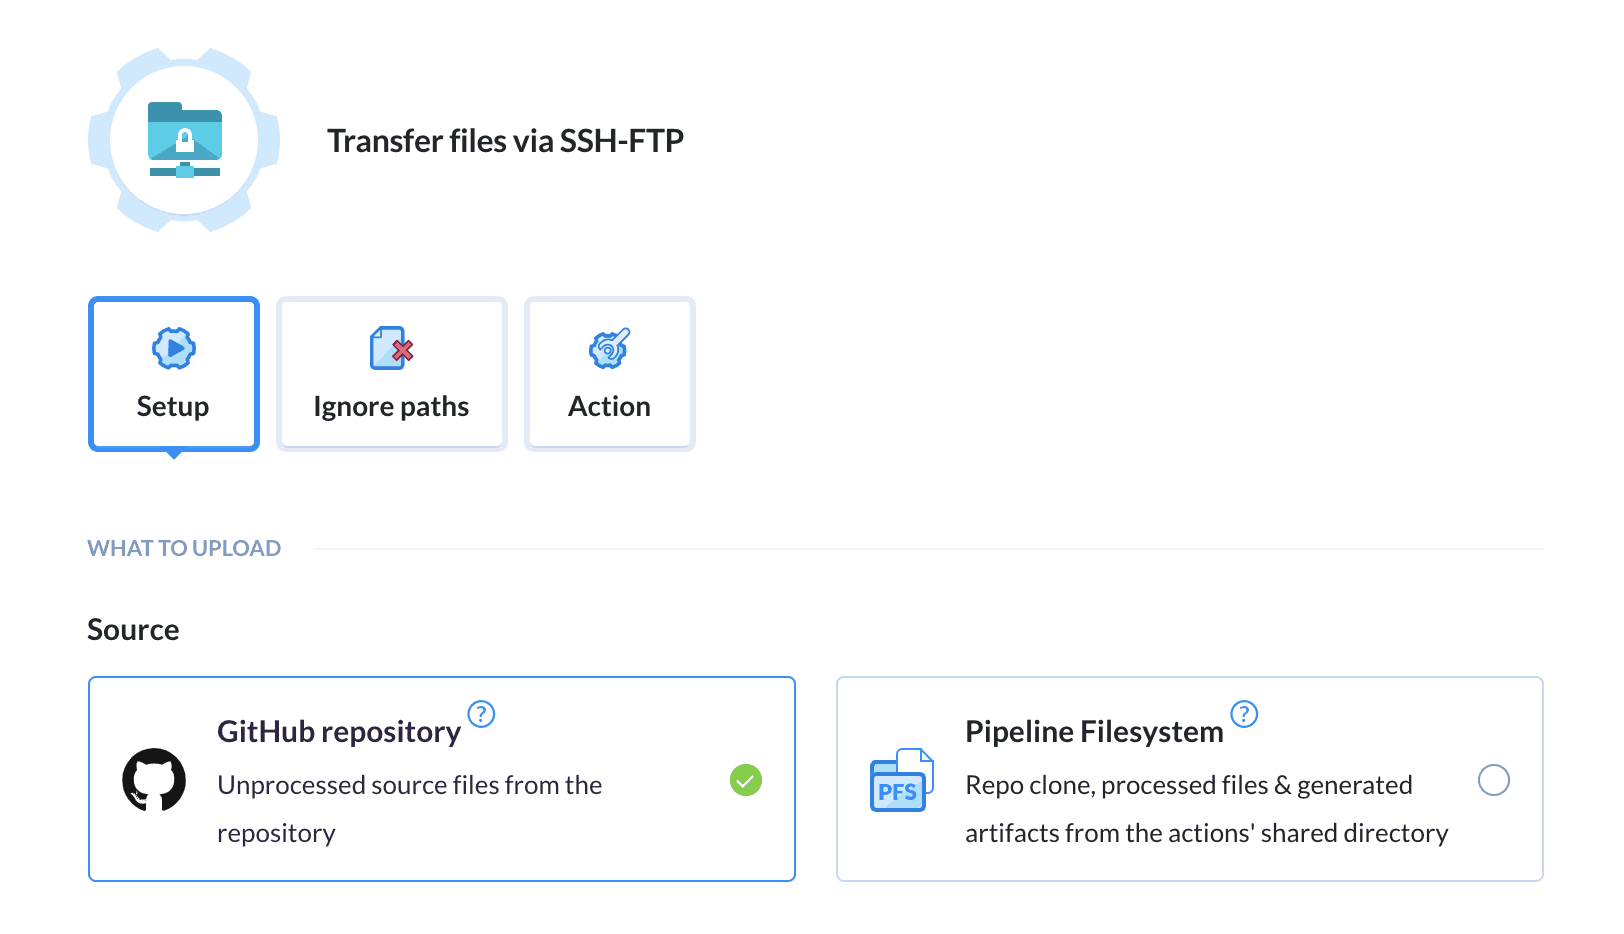 Transfer files via SSH-FTP
Setup
Ignore paths
Action
WHAT TO UPLOAD
Source
GitHub repository ?
Unprocessed source files from the
repository
Pipeline Filesystem ?
PFS
Repo clone, processed files & generated
artifacts from the actions' shared directory